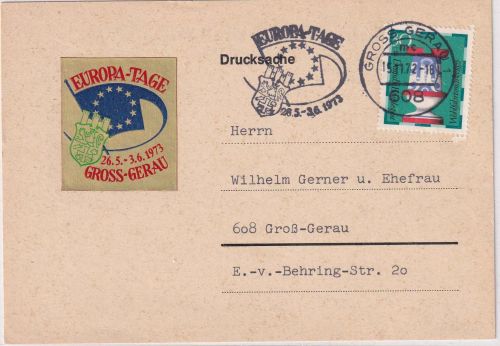 EUROPA-TAGE
26.5.-3.6.1973
GROSS-GERAU
Drucksache
EUROPA-TAGE
26.5.-3.6.1973
GROSS-GERAU
608
Herrn
Wilhelm Gerner u. Ehefrau
608 Groß-Gerau
E.-v.-Behring-Str. 20